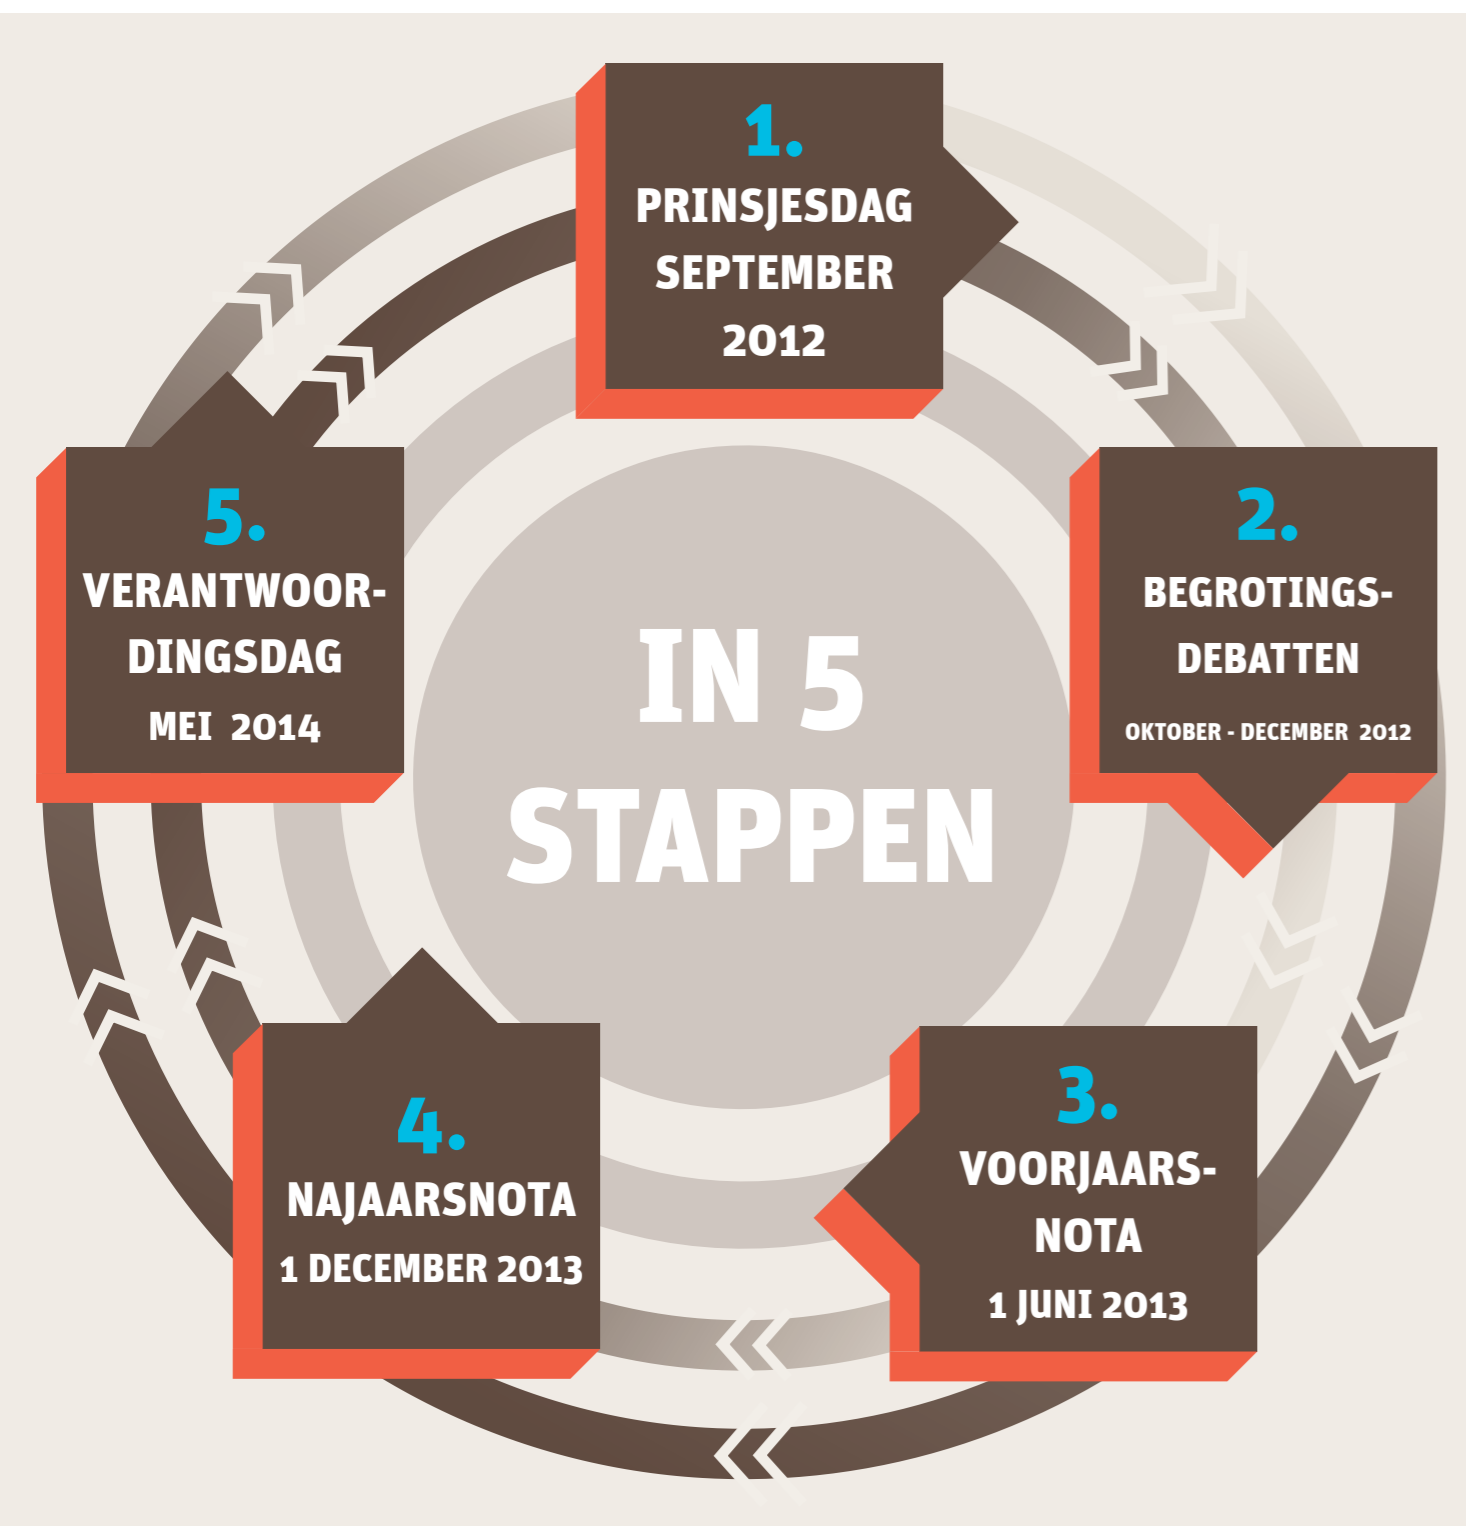 1.
PRINSJESDAG
SEPTEMBER
2012
2.
BEGROTINGS-
DEBATTEN
OKTOBER - DECEMBER 2012
3.
VOORJAARS-
NOTA
1 JUNI 2013
4.
NAJAARSNOTA
1 DECEMBER 2013
5.
VERANTWOOR-
DINGSDAG
MEI 2014
IN 5
STAPPEN